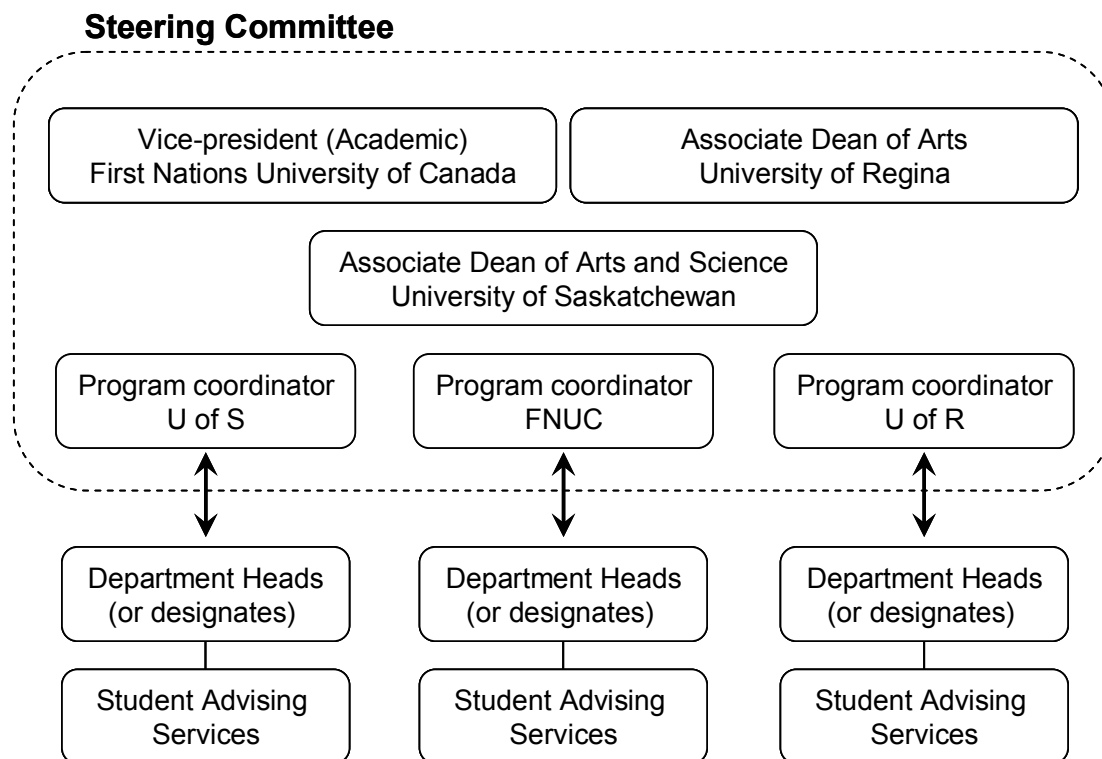 Steering Committee
Vice-president (Academic)
First Nations University of Canada
Associate Dean of Arts
University of Regina
Associate Dean of Arts and Science
University of Saskatchewan
Program coordinator
U of S
Program coordinator
FNUC
Program coordinator
U of R
Department Heads
(or designates)
Department Heads
(or designates)
Department Heads
(or designates)
Student Advising
Services
Student Advising
Services
Student Advising
Services